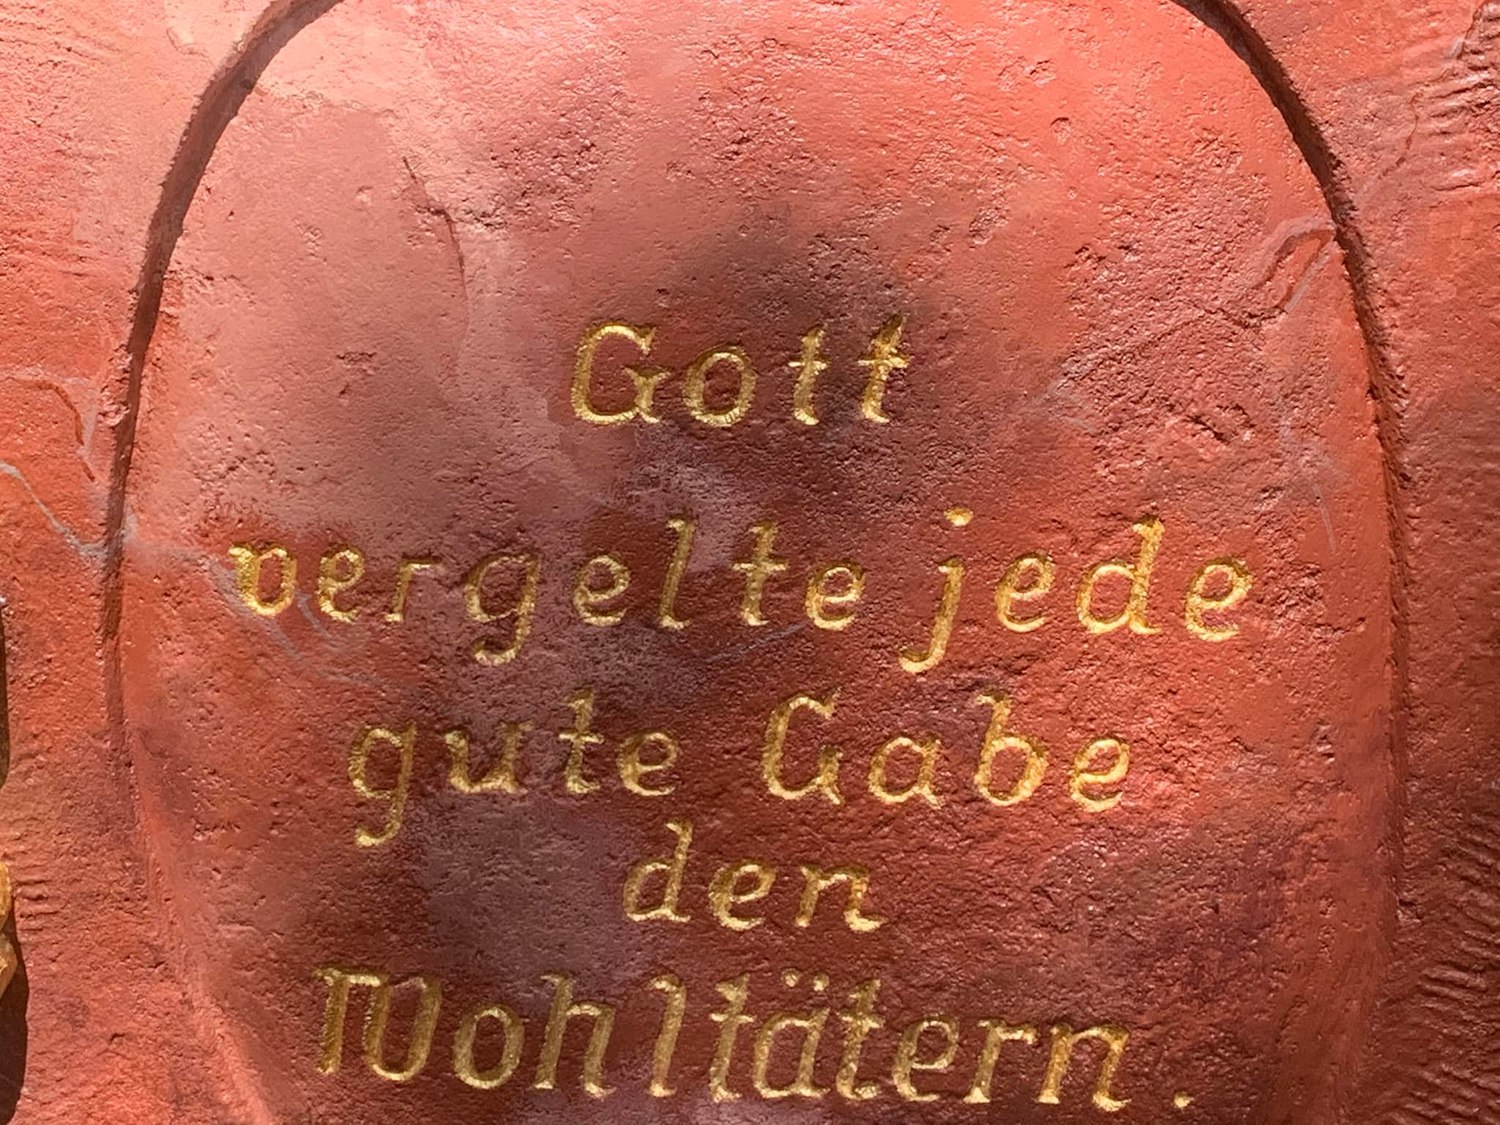 Gott
vergelte jede
gute Gabe
den
Wohltätern.